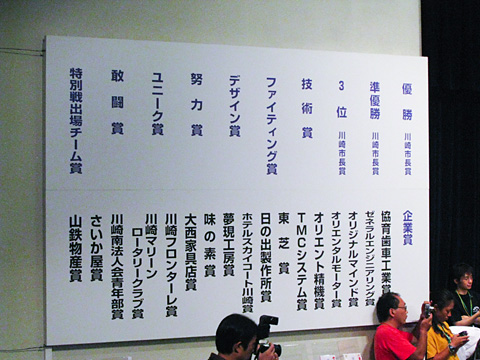 優勝 川崎市長賞
準優勝 川崎市長賞
3位 川崎市長賞
技術賞
ファイティング賞
デザイン賞
努力賞
ユニーク賞
敢闘賞
特別戦出場チーム賞
企業賞
協育歯車工業賞
ゼネラルエンジニアリング賞
オリジナルマインド賞
オリエンタルモーター賞
オリエント精機賞
TMCシステム賞
東芝賞
日の出製作所賞
ホテルスカイコート川崎賞
夢現工房賞
味の素賞
大西家具店賞
川崎フロンターレ賞
川崎マリーン
ロータリークラブ賞
川崎南法人会青年部賞
さいか屋賞
山鉄物産賞